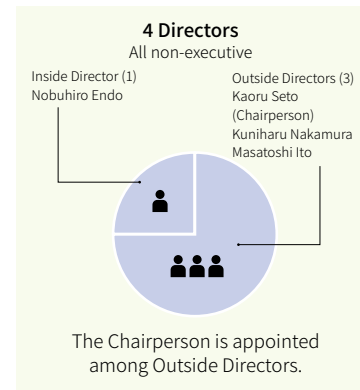 4 Directors
All non-executive
Inside Director (1)
Nobuhiro Endo
Outside Directors (3)
Kaoru Seto
(Chairperson)
Kuniharu Nakamura
Masatoshi Ito
The Chairperson is appointed
among Outside Directors.